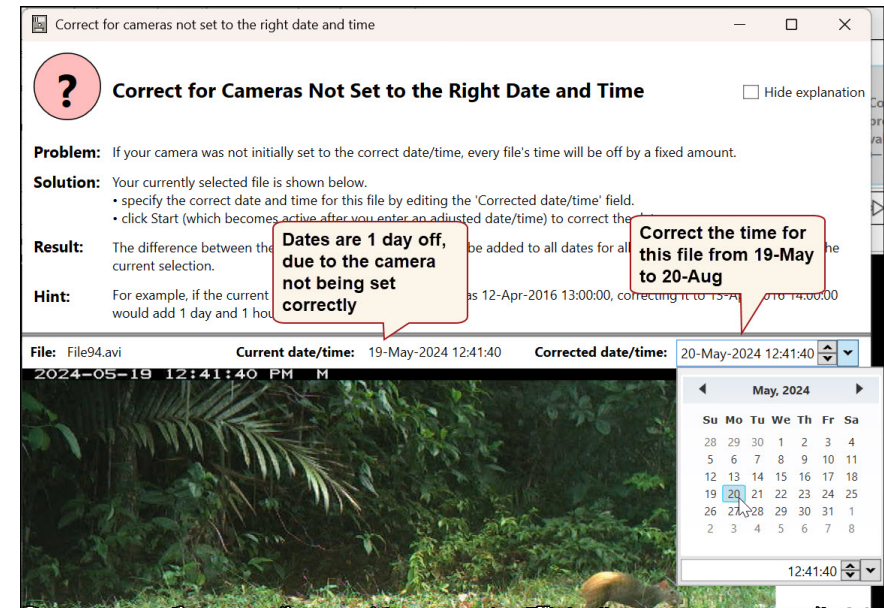 Correct for cameras not set to the right date and time
?
Correct for Cameras Not Set to the Right Date and Time
Hide explanation
Problem: If your camera was not initially set to the correct date/time, every file's time will be off by a fixed amount.
Solution: Your currently selected file is shown below.
• specify the correct date and time for this file by editing the 'Corrected date/time' field.
• click Start (which becomes active after you enter an adjusted date/time) to correct the
Dates are 1 day off,
due to the camera
not being set
correctly
Correct the time for
this file from 19-May
to 20-Aug
Result: The difference between the be added to all dates for all the
current selection.
Hint: For example, if the current as 12-Apr-2016 13:00:00, correcting it to 13-Apr-2016 14:00:00
would add 1 day and 1 hou
File: File94.avi Current date/time: 19-May-2024 12:41:40 Corrected date/time: 20-May-2024 12:41:40
2024-05-19 12:41:40 PM M
May, 2024
Su Mo Tu We Th Fr Sa
28 29 30 1 2 3 4
5 6 7 8 9 10 11
12 13 14 15 16 17 18
19 20 21 22 23 24 25
26 27 28 29 30 31 1
2 3 4 5 6 7 8
12:41:40